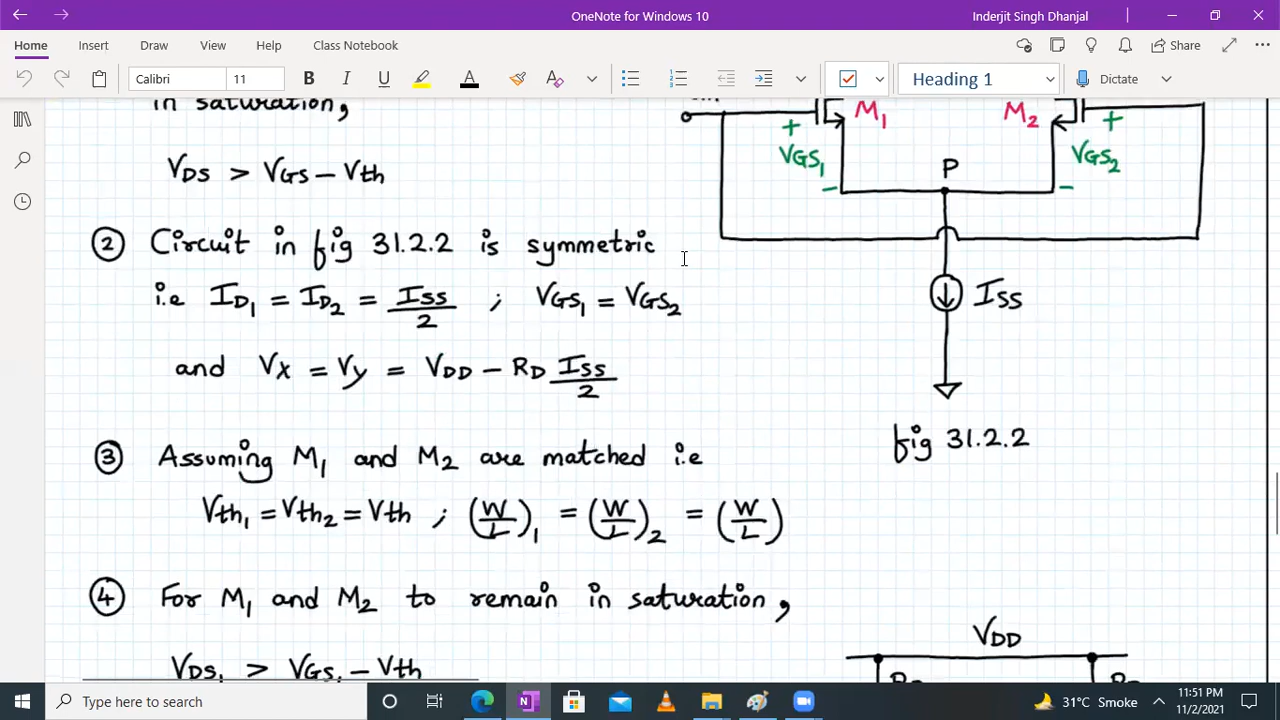 OneNote for Windows 10
Inderjit Singh Dhanjal
Home Insert Draw View Help Class Notebook
Share
Calibri 11 B I U A Heading 1 Dictate
in saturation,
VDS > VGS – Vth
② Circuit in fig 31.2.2 is symmetric
i.e ID1 = ID2 = ISS/2 ; VGS1 = VGS2
and VX = Vy = VDD – RD ISS/2
③ Assuming M1 and M2 are matched i.e
Vth1 = Vth2 = Vth ; (W/L)1 = (W/L)2 = (W/L)
④ For M1 and M2 to remain in saturation,
VDS1 > VGS1 – Vth
M1 M2
+ +
VGS1 VGS2
– –
P
ISS
fig 31.2.2
VDD
Type here to search
31°C Smoke
11:51 PM
11/2/2021